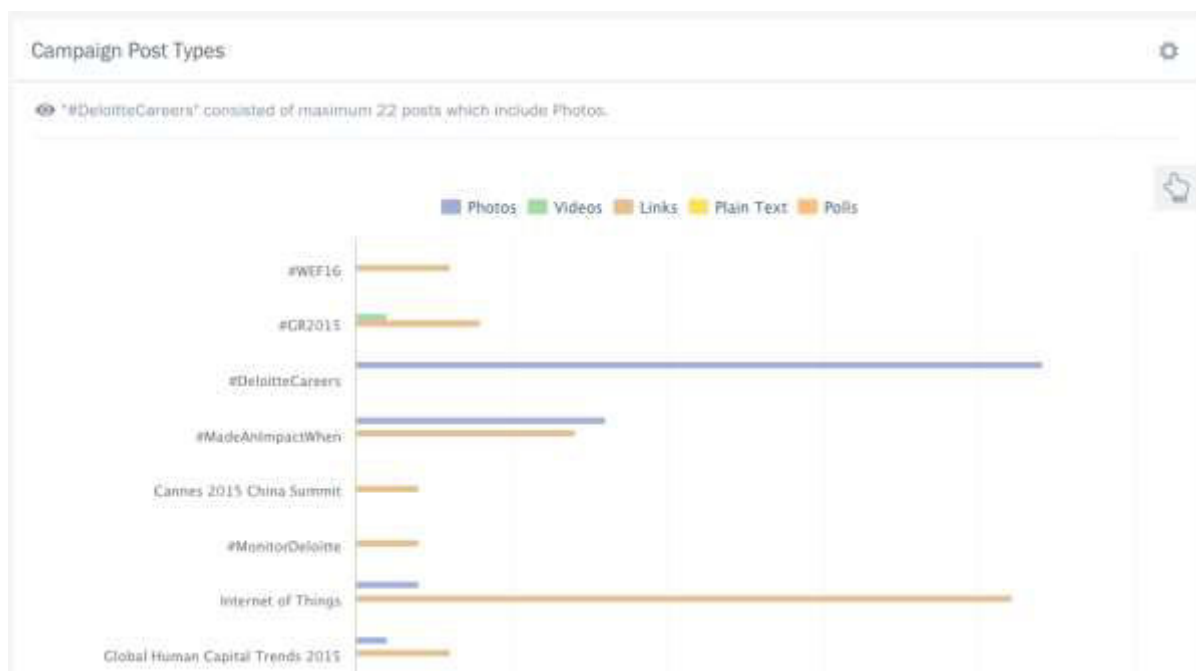 Campaign Post Types
"#DeloitteCareers" consisted of maximum 22 posts which include Photos.
Photos Videos Links Plain Text Polls
#WEF16
#GR2015
#DeloitteCareers
#MadeAnImpactWhen
Cannes 2015 China Summit
#MonitorDeloitte
Internet of Things
Global Human Capital Trends 2015